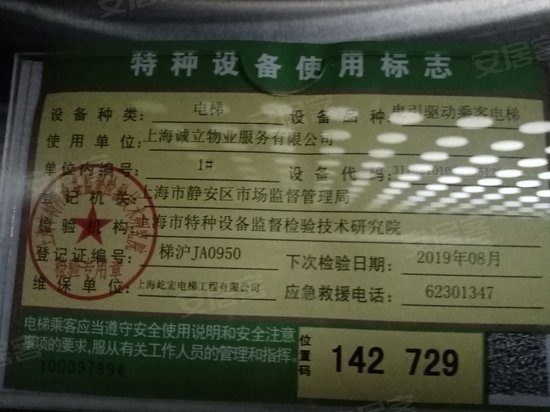 特种设备使用标志
设备种类: 电梯 设备品种: 曳引驱动乘客电梯
使用单位: 上海诚立物业服务有限公司
单位内编号: 1# 设备代码:
登记机关: 上海市静安区市场监督管理局
检验机构: 上海市特种设备监督检验技术研究院
登记证编号: 梯沪JA0950 下次检验日期: 2019年08月
维保单位: 上海屹宏电梯工程有限公司 应急救援电话: 62301347
检验专用章
电梯乘客应当遵守安全使用说明和安全注意
事项的要求,服从有关工作人员的管理和指挥。
位置码 142 729
X00097894
安居客